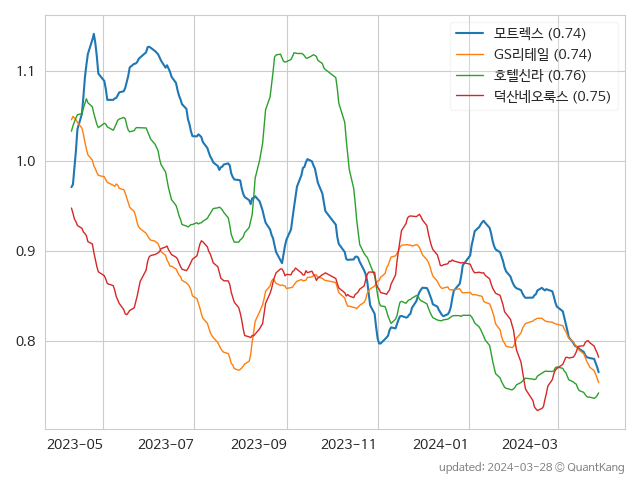 모트렉스 (0.74)
GS리테일 (0.74)
호텔신라 (0.76)
덕산네오룩스 (0.75)
1.1
1.0
0.9
0.8
2023-05 2023-07 2023-09 2023-11 2024-01 2024-03
updated: 2024-03-28 © QuantKang